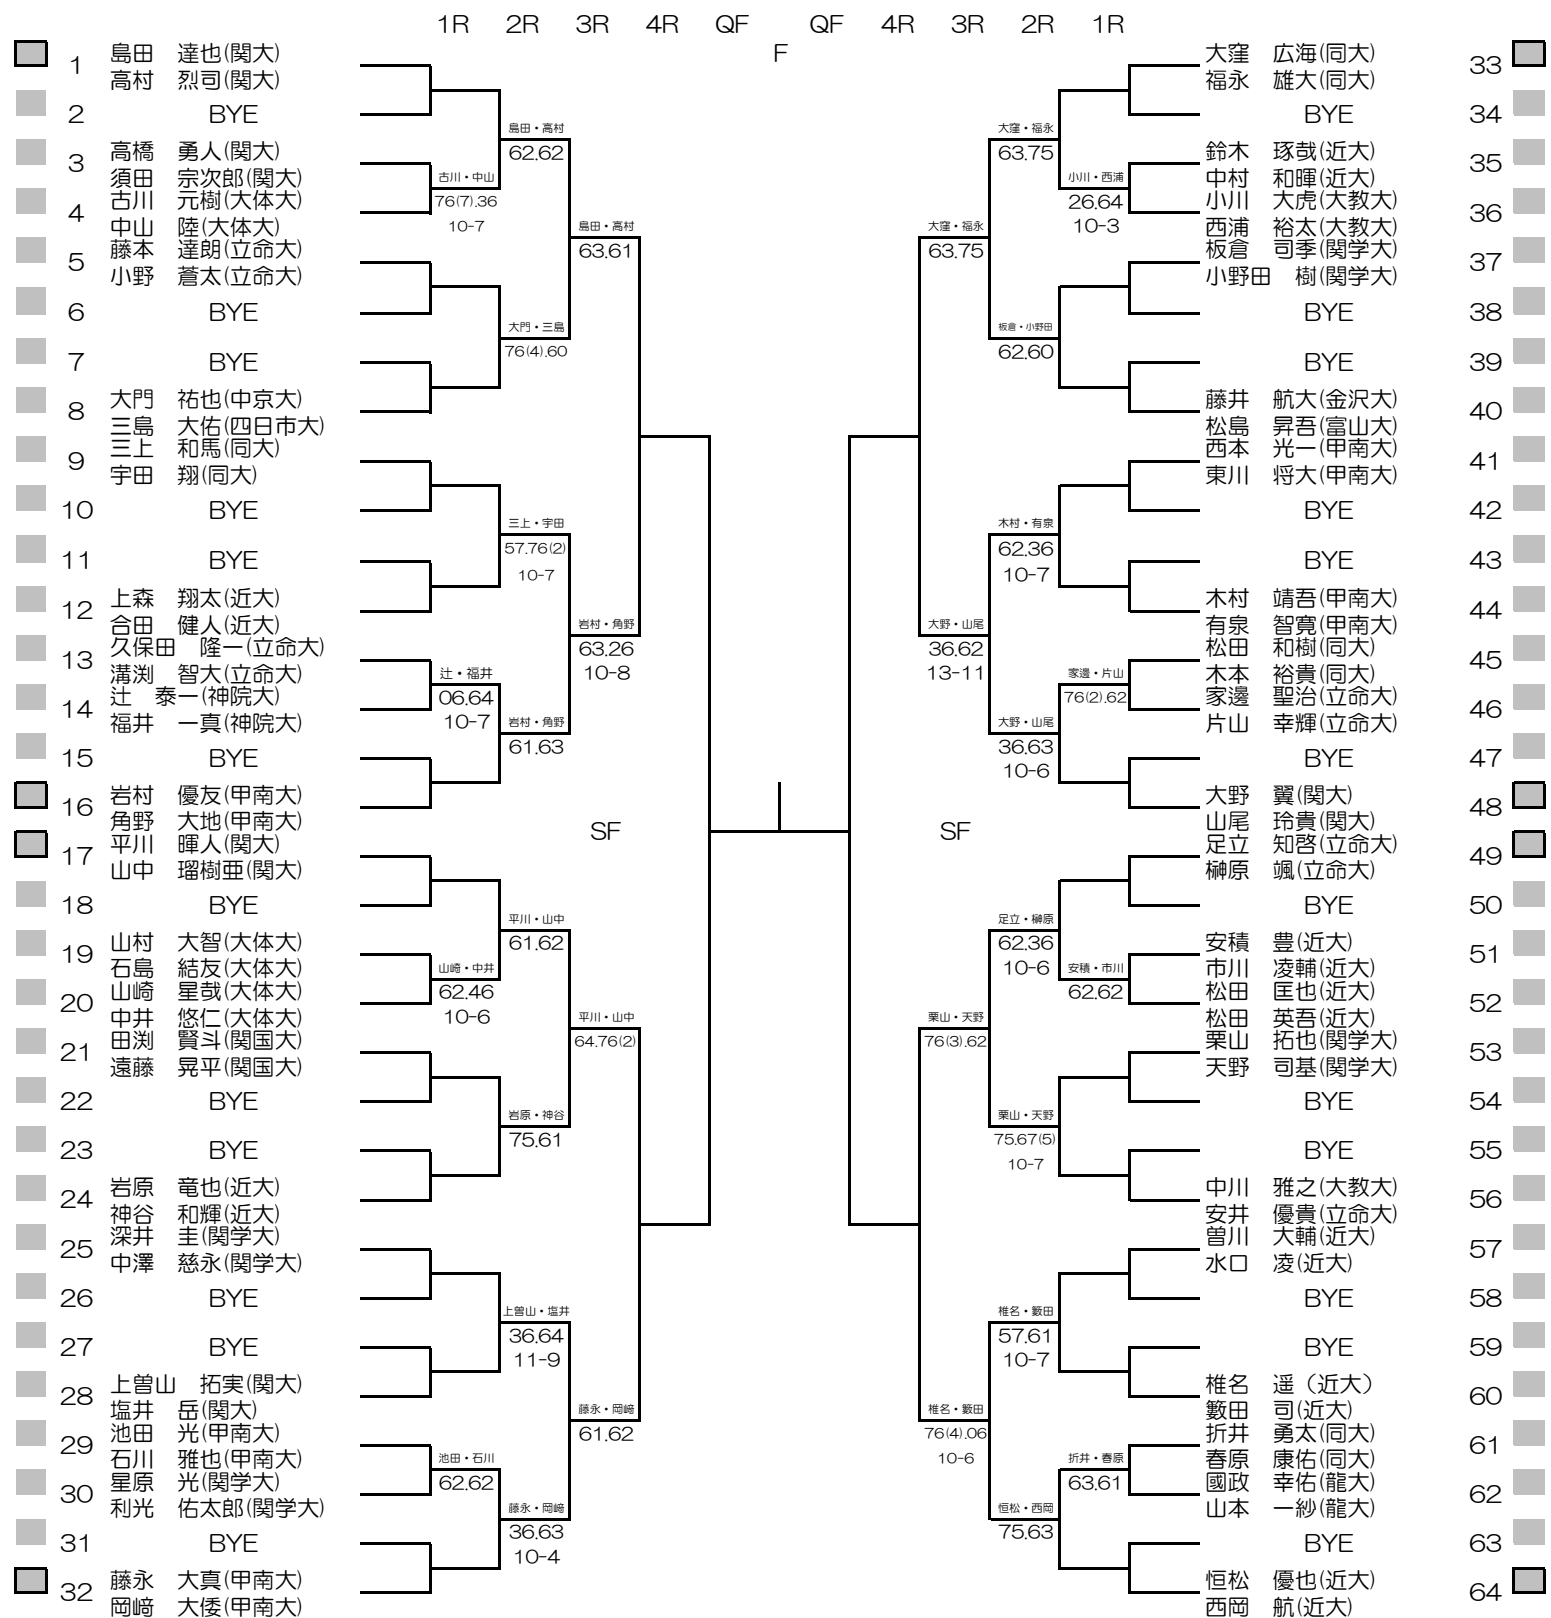 1R 2R 3R 4R QF QF 4R 3R 2R 1R
F
1 島田 達也(関大)
高村 烈司(関大)
2 BYE
3 高橋 勇人(関大)
須田 宗次郎(関大)
4 古川 元樹(大体大)
中山 陸(大体大)
5 藤本 達朗(立命大)
小野 蒼太(立命大)
6 BYE
7 BYE
8 大門 祐也(中京大)
三島 大佑(四日市大)
9 三上 和馬(同大)
宇田 翔(同大)
10 BYE
11 BYE
12 上森 翔太(近大)
合田 健人(近大)
13 久保田 隆一(立命大)
溝渕 智大(立命大)
14 辻 泰一(神院大)
福井 一真(神院大)
15 BYE
16 岩村 優友(甲南大)
角野 大地(甲南大)
17 平川 暉人(関大)
山中 瑠樹亜(関大)
18 BYE
19 山村 大智(大体大)
石島 結友(大体大)
20 山崎 星哉(大体大)
中井 悠仁(大体大)
21 田渕 賢斗(関国大)
遠藤 晃平(関国大)
22 BYE
23 BYE
24 岩原 竜也(近大)
神谷 和輝(近大)
25 深井 圭(関学大)
中澤 慈永(関学大)
26 BYE
27 BYE
28 上曽山 拓実(関大)
塩井 岳(関大)
29 池田 光(甲南大)
石川 雅也(甲南大)
30 星原 光(関学大)
利光 佑太郎(関学大)
31 BYE
32 藤永 大真(甲南大)
岡﨑 大倭(甲南大)
古川・中山
76(7).36
10-7
辻・福井
06.64
10-7
山崎・中井
62.46
10-6
池田・石川
62.62
島田・高村
62.62
大門・三島
76(4).60
三上・宇田
57.76(2)
10-7
岩村・角野
61.63
平川・山中
61.62
岩原・神谷
75.61
上曽山・塩井
36.64
11-9
藤永・岡﨑
36.63
10-4
島田・高村
63.61
岩村・角野
63.26
10-8
平川・山中
64.76(2)
藤永・岡﨑
61.62
SF
SF
大窪・福永
63.75
大野・山尾
36.62
13-11
栗山・天野
76(3).62
椎名・籔田
76(4).06
10-6
大窪・福永
63.75
板倉・小野田
62.60
木村・有泉
62.36
10-7
大野・山尾
36.63
10-6
足立・榊原
62.36
10-6
栗山・天野
75.67(5)
10-7
椎名・籔田
57.61
10-7
恒松・西岡
75.63
小川・西浦
26.64
10-3
家邊・片山
76(2).62
安積・市川
62.62
折井・春原
63.61
大窪 広海(同大) 33
福永 雄大(同大)
BYE 34
鈴木 琢哉(近大) 35
中村 和暉(近大)
小川 大虎(大教大) 36
西浦 裕太(大教大)
板倉 司季(関学大) 37
小野田 樹(関学大)
BYE 38
BYE 39
藤井 航大(金沢大) 40
松島 昇吾(富山大)
西本 光一(甲南大) 41
東川 将大(甲南大)
BYE 42
BYE 43
木村 靖吾(甲南大) 44
有泉 智寛(甲南大)
松田 和樹(同大) 45
木本 裕貴(同大)
家邊 聖治(立命大) 46
片山 幸輝(立命大)
BYE 47
大野 翼(関大) 48
山尾 玲貴(関大)
足立 知啓(立命大) 49
榊原 颯(立命大)
BYE 50
安積 豊(近大) 51
市川 凌輔(近大)
松田 匡也(近大) 52
松田 英吾(近大)
栗山 拓也(関学大) 53
天野 司基(関学大)
BYE 54
BYE 55
中川 雅之(大教大) 56
安井 優貴(立命大)
曽川 大輔(近大) 57
水口 凌(近大)
BYE 58
BYE 59
椎名 遥（近大） 60
籔田 司(近大)
折井 勇太(同大) 61
春原 康佑(同大)
國政 幸佑(龍大) 62
山本 一紗(龍大)
BYE 63
恒松 優也(近大) 64
西岡 航(近大)